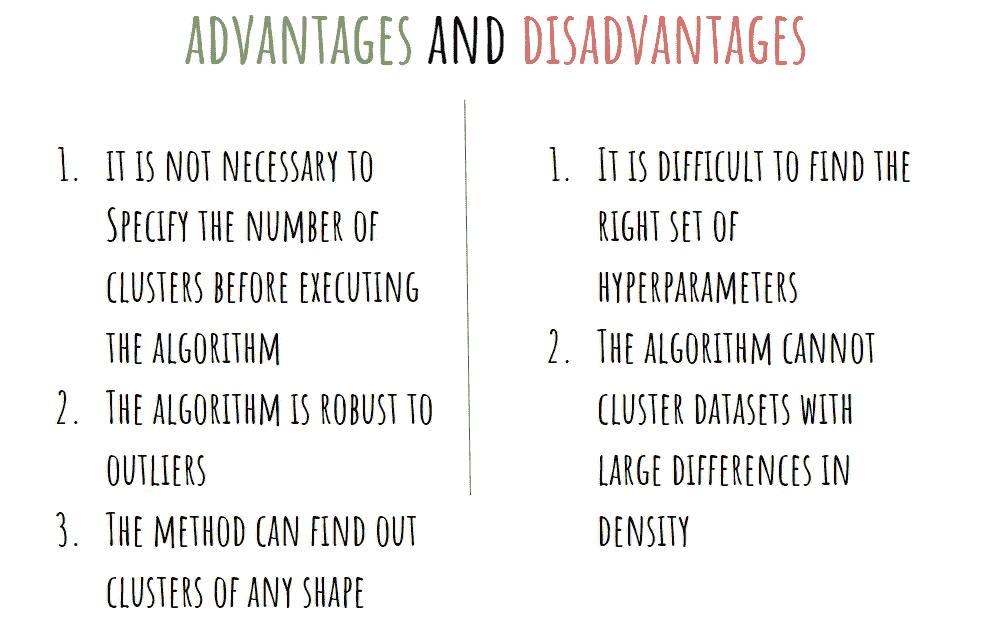 ADVANTAGES AND DISADVANTAGES
1. IT IS NOT NECESSARY TO
SPECIFY THE NUMBER OF
CLUSTERS BEFORE EXECUTING
THE ALGORITHM
2. THE ALGORITHM IS ROBUST TO
OUTLIERS
3. THE METHOD CAN FIND OUT
CLUSTERS OF ANY SHAPE
1. IT IS DIFFICULT TO FIND THE
RIGHT SET OF
HYPERPARAMETERS
2. THE ALGORITHM CANNOT
CLUSTER DATASETS WITH
LARGE DIFFERENCES IN
DENSITY